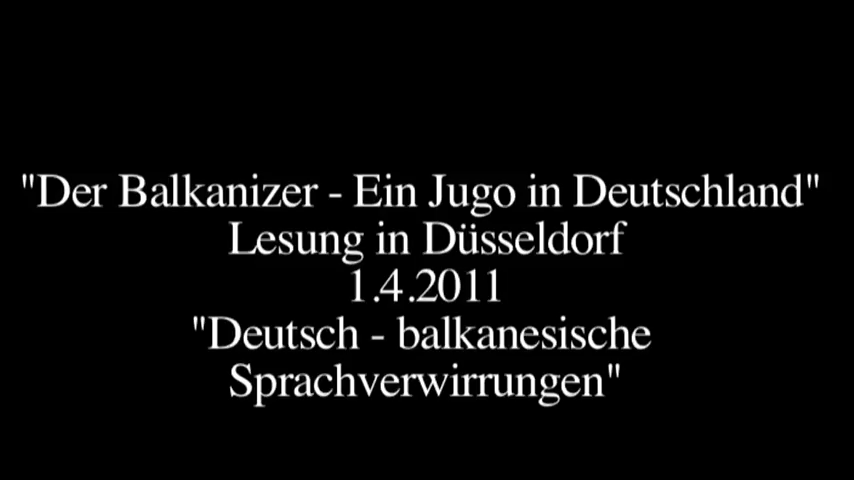 "Der Balkanizer - Ein Jugo in Deutschland"
Lesung in Düsseldorf
1.4.2011
"Deutsch - balkanesische
Sprachverwirrungen"